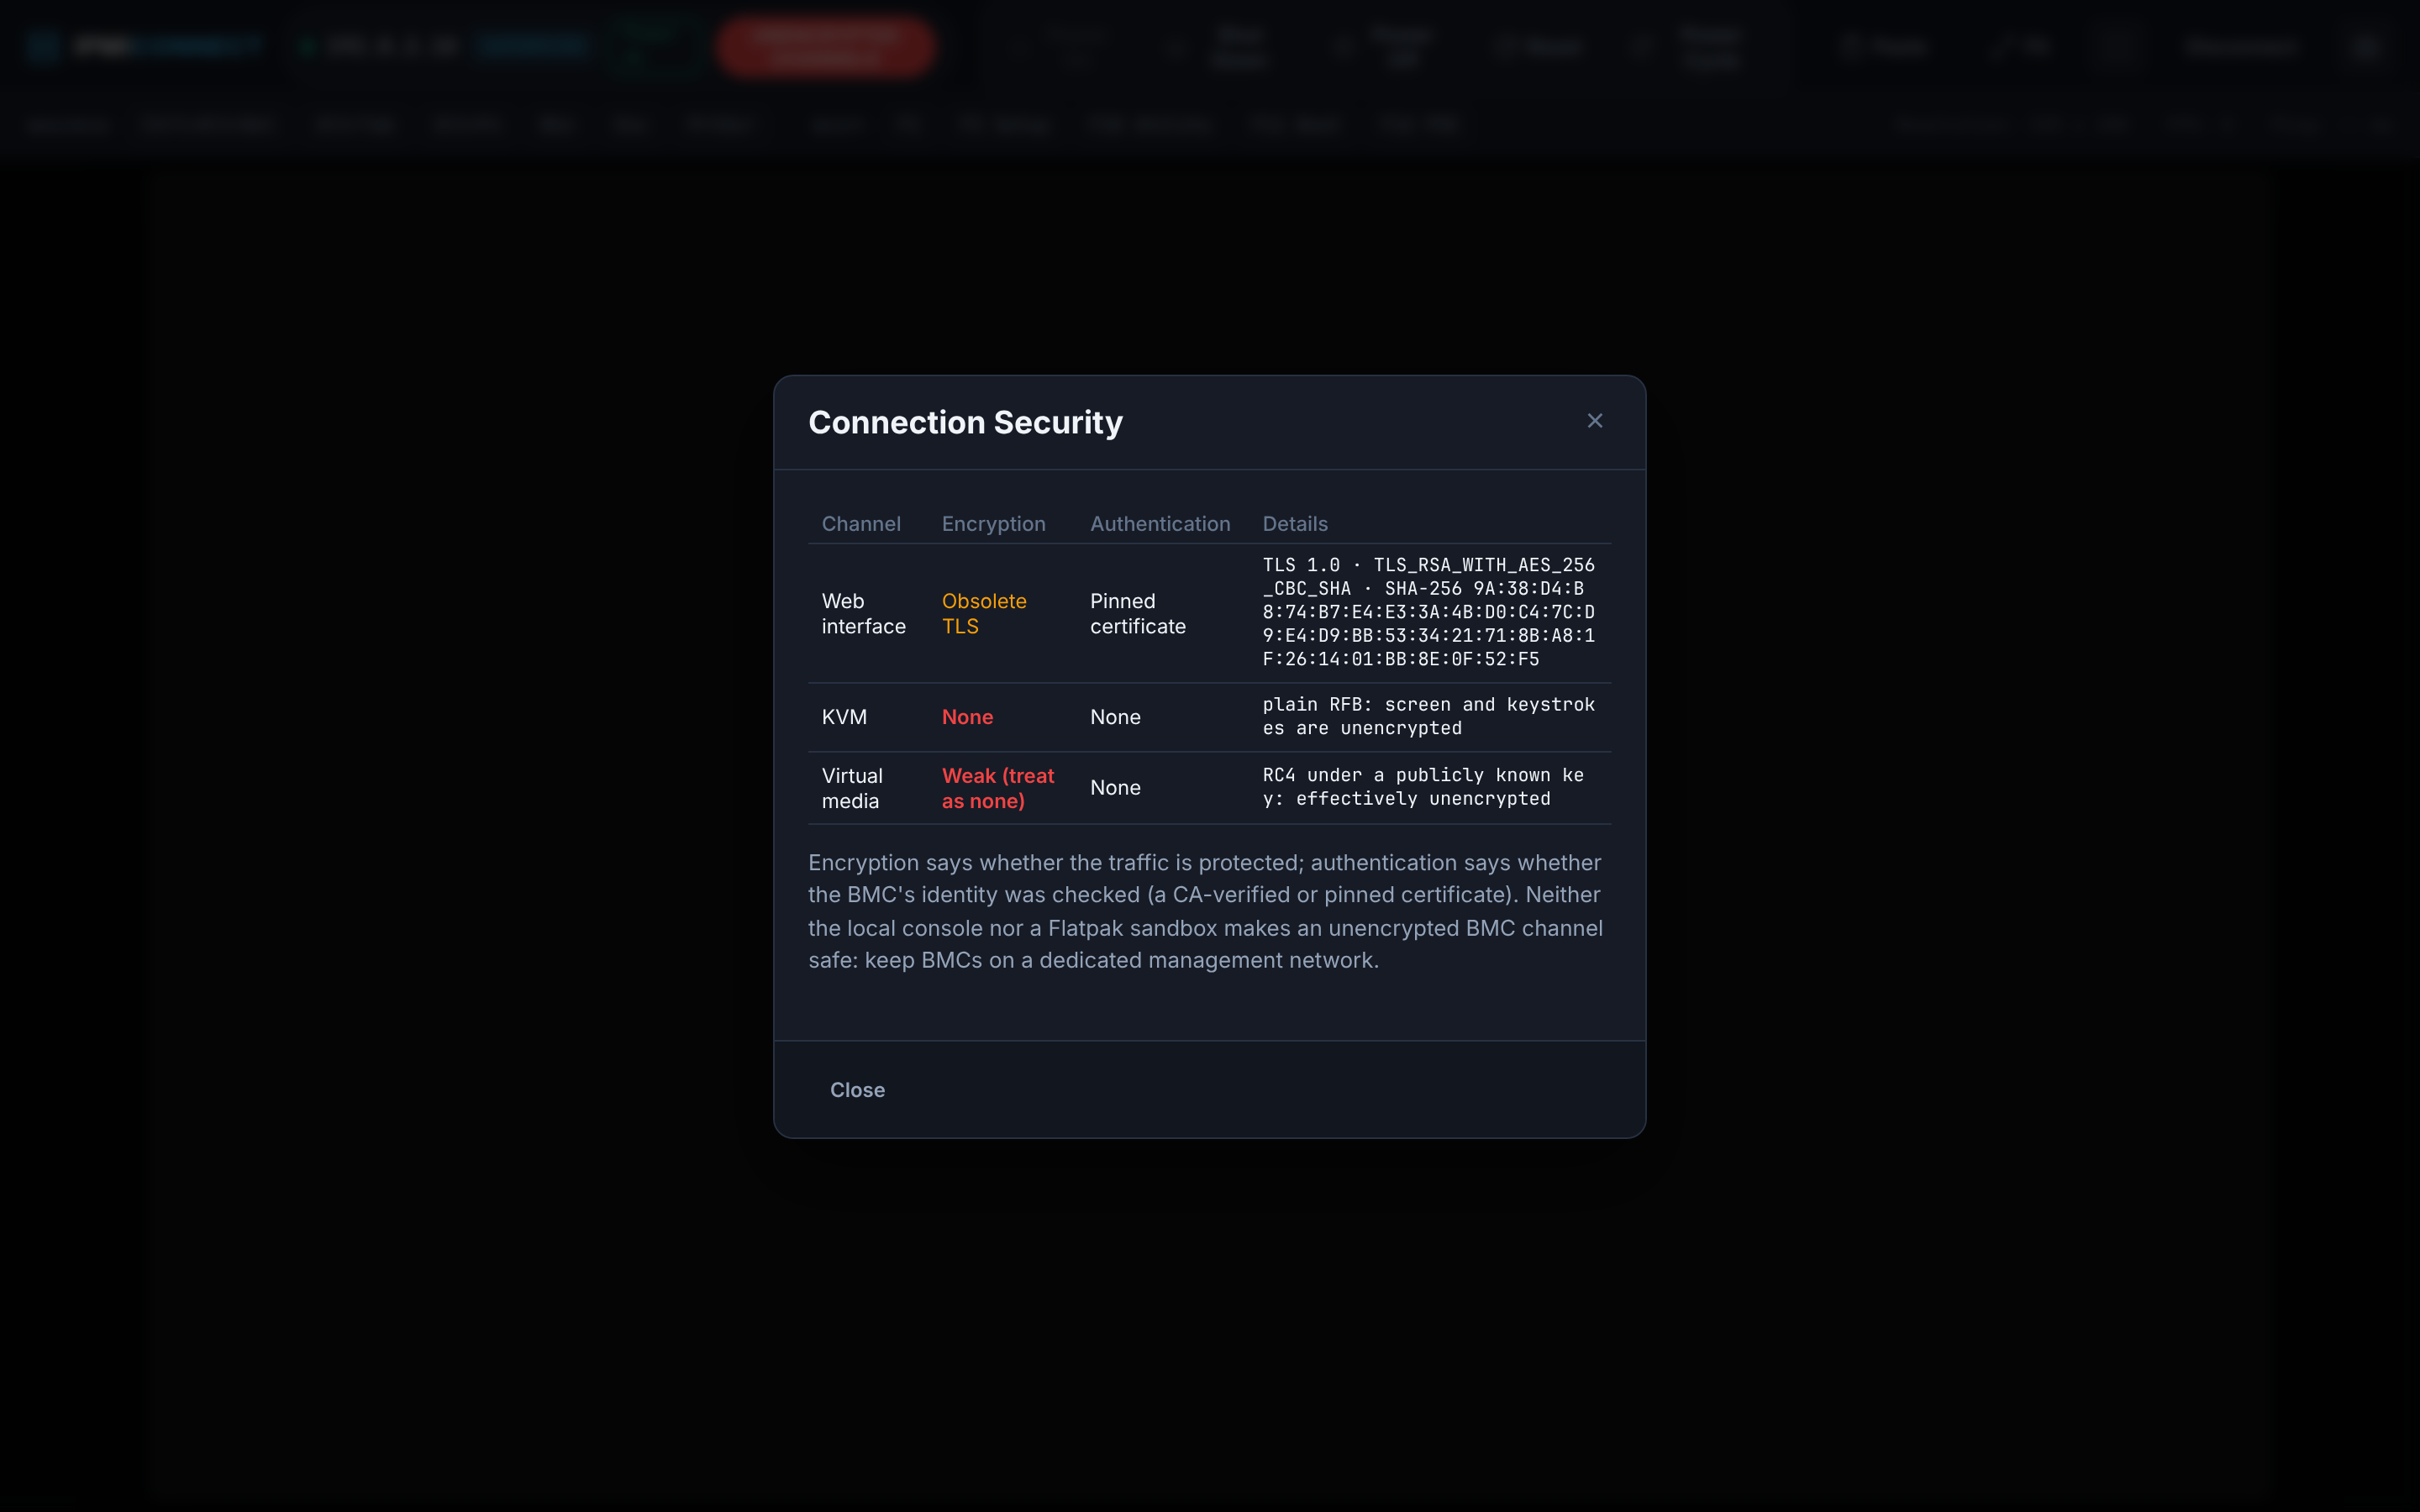 Connection Security
Channel Encryption Authentication Details
Web interface Obsolete TLS Pinned certificate
TLS 1.0 · TLS_RSA_WITH_AES_256
_CBC_SHA · SHA-256 9A:38:D4:B
8:74:B7:E4:E3:3A:4B:D0:C4:7C:D
9:E4:D9:BB:53:34:21:71:8B:A8:1
F:26:14:01:BB:8E:0F:52:F5
KVM None None
plain RFB: screen and keystrok
es are unencrypted
Virtual media Weak (treat as none) None
RC4 under a publicly known ke
y: effectively unencrypted
Encryption says whether the traffic is protected; authentication says whether
the BMC's identity was checked (a CA-verified or pinned certificate). Neither
the local console nor a Flatpak sandbox makes an unencrypted BMC channel
safe: keep BMCs on a dedicated management network.
Close